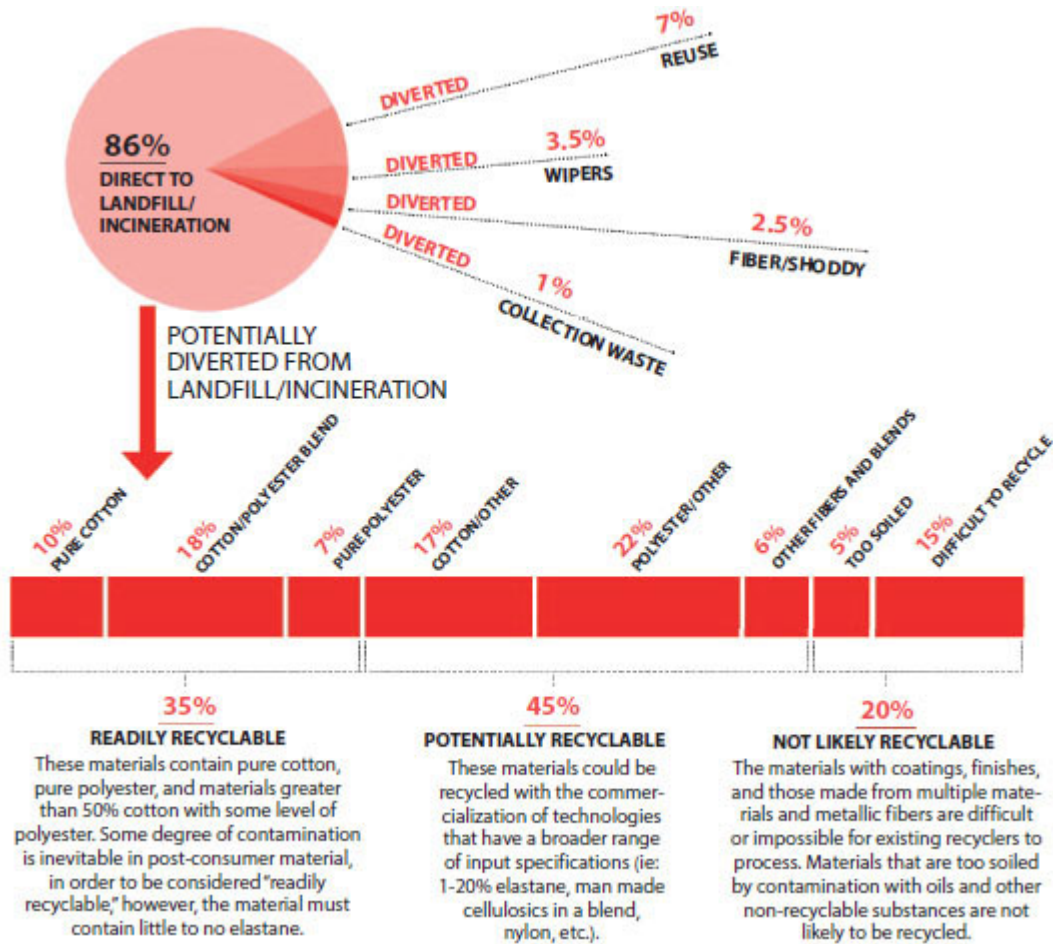 86%
DIRECT TO
LANDFILL/
INCINERATION
DIVERTED
7%
REUSE
DIVERTED
3.5%
WIPERS
DIVERTED
2.5%
FIBER/SHODDY
DIVERTED
1%
COLLECTION WASTE
POTENTIALLY
DIVERTED FROM
LANDFILL/INCINERATION
10%
PURE COTTON
18%
COTTON/POLYESTER BLEND
7%
PURE POLYESTER
17%
COTTON/OTHER
22%
POLYESTER/OTHER
6%
OTHER FIBERS AND BLENDS
5%
TOO SOILED
15%
DIFFICULT TO RECYCLE
35%
READILY RECYCLABLE
These materials contain pure cotton,
pure polyester, and materials greater
than 50% cotton with some level of
polyester. Some degree of contamination
is inevitable in post-consumer material,
in order to be considered "readily
recyclable," however, the material must
contain little to no elastane.
45%
POTENTIALLY RECYCLABLE
These materials could be
recycled with the commer-
cialization of technologies
that have a broader range
of input specifications (ie:
1-20% elastane, man made
cellulosics in a blend,
nylon, etc.).
20%
NOT LIKELY RECYCLABLE
The materials with coatings, finishes,
and those made from multiple mate-
rials and metallic fibers are difficult
or impossible for existing recyclers to
process. Materials that are too soiled
by contamination with oils and other
non-recyclable substances are not
likely to be recycled.